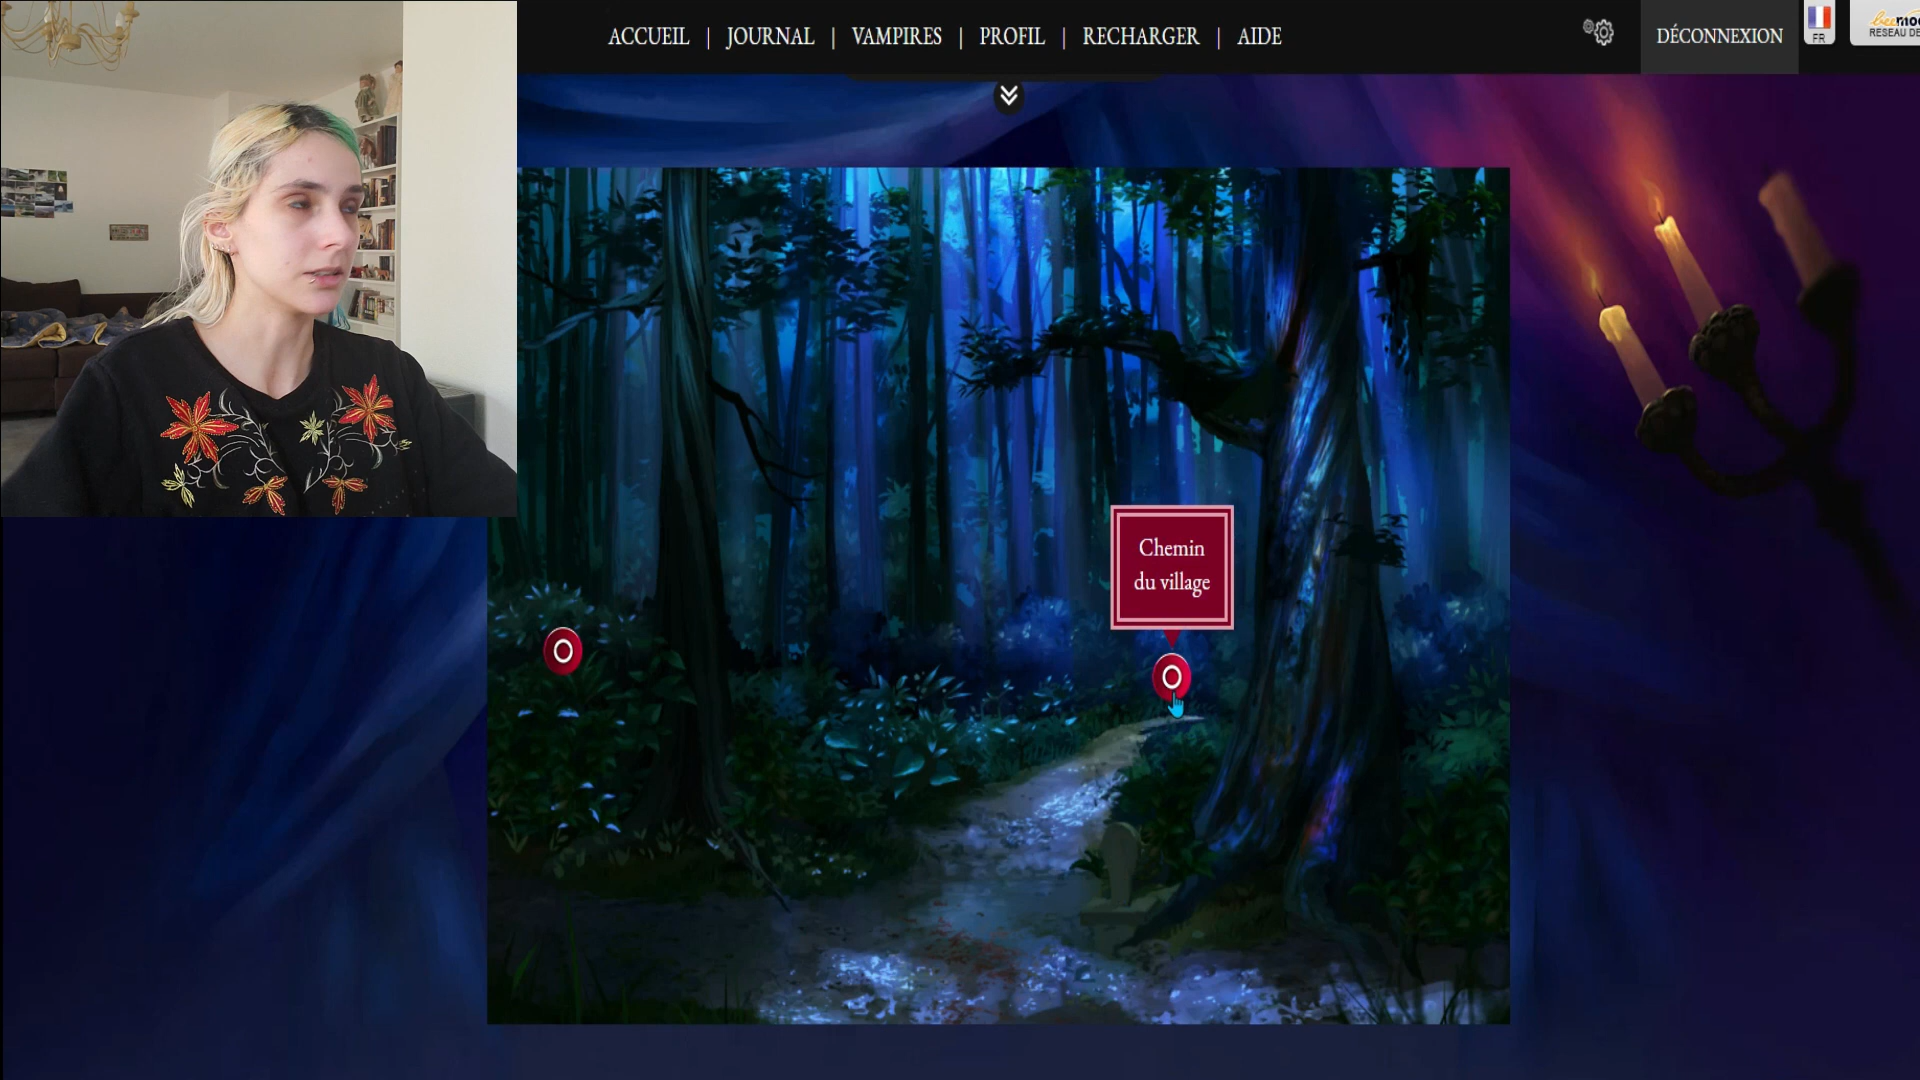 ACCUEIL | JOURNAL | VAMPIRES | PROFIL | RECHARGER | AIDE
DÉCONNEXION
FR
RESEAU DE
Chemin
du village